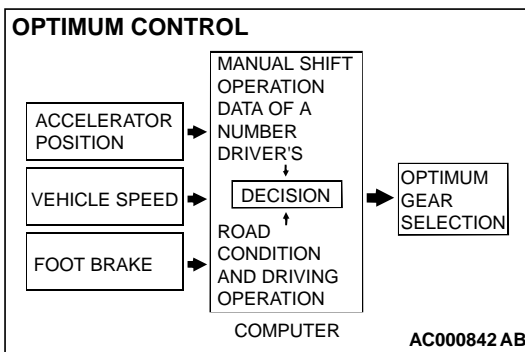 OPTIMUM CONTROL
ACCELERATOR
POSITION
VEHICLE SPEED
FOOT BRAKE
MANUAL SHIFT
OPERATION
DATA OF A
NUMBER
DRIVER'S
DECISION
ROAD
CONDITION
AND DRIVING
OPERATION
COMPUTER
OPTIMUM
GEAR
SELECTION
AC000842 AB